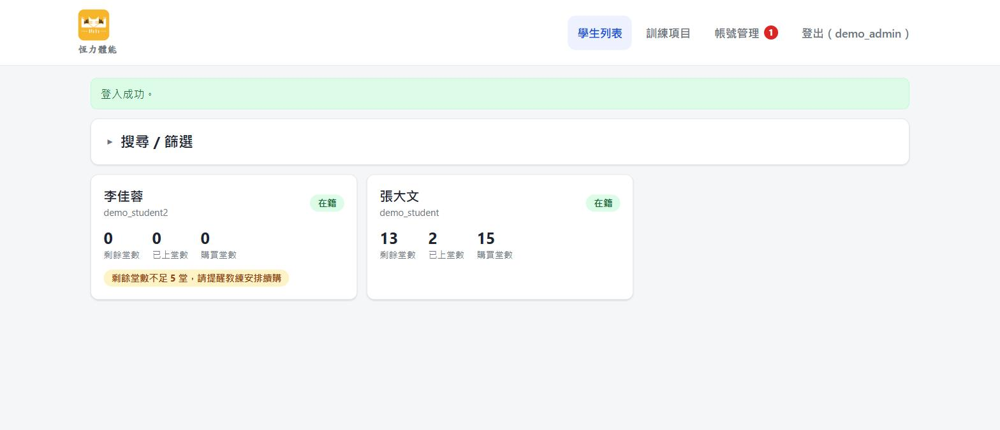 恆力體能
學生列表
訓練項目
帳號管理 1
登出 ( demo_admin )
登入成功。
▸ 搜尋 / 篩選
李佳蓉
demo_student2
在籍
0 0 0
剩餘堂數 已上堂數 購買堂數
剩餘堂數不足 5 堂，請提醒教練安排續購
張大文
demo_student
在籍
13 2 15
剩餘堂數 已上堂數 購買堂數